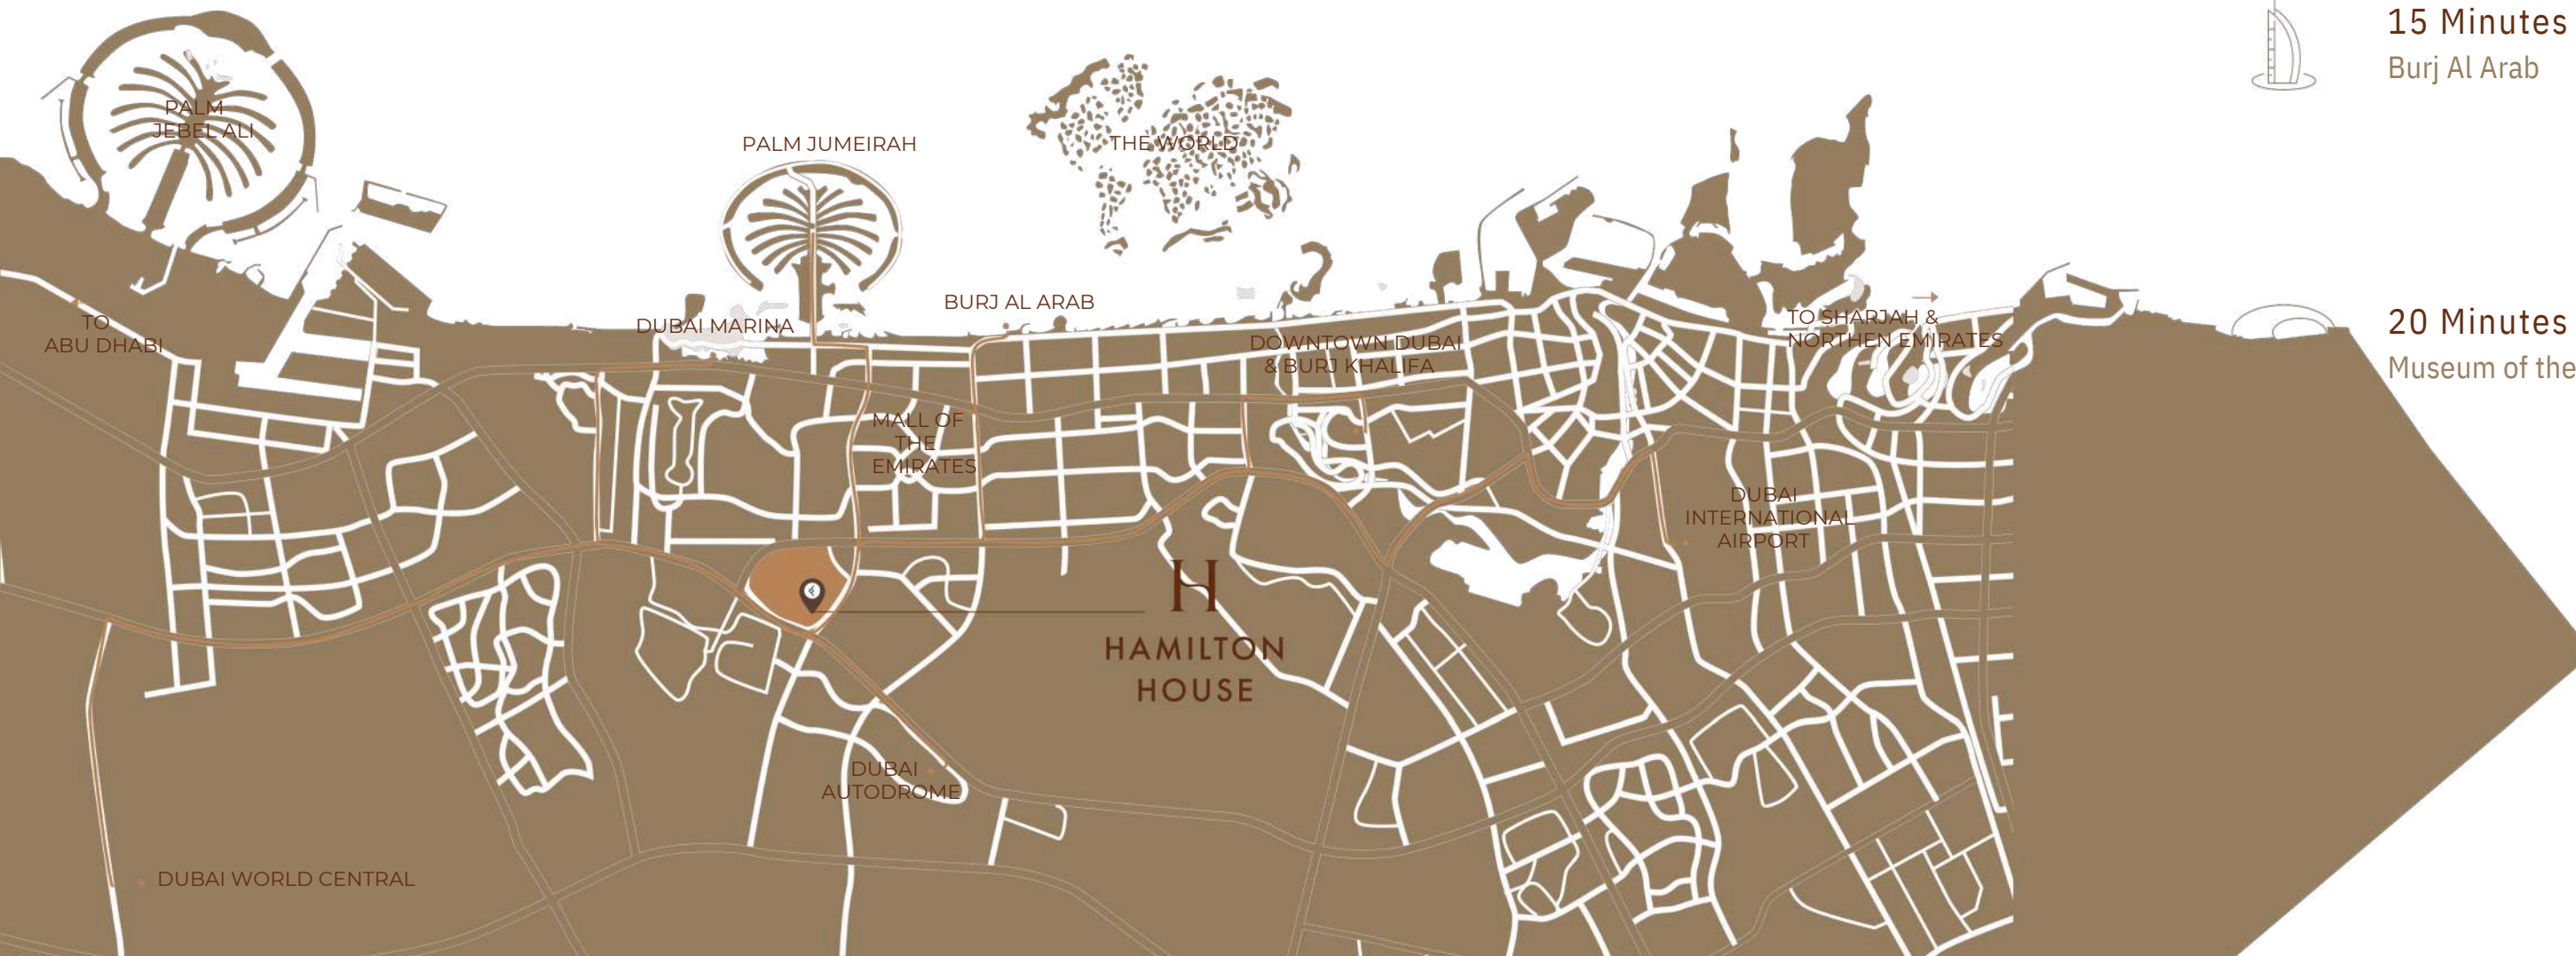 15 Minutes
Burj Al Arab
PALM
JEBEL ALI
PALM JUMEIRAH
THE WORLD
BURJ AL ARAB
DUBAI MARINA
TO
ABU DHABI
DOWNTOWN DUBAI
& BURJ KHALIFA
TO SHARJAH &
NORTHEN EMIRATES
20 Minutes
Museum of the
MALL OF
THE
EMIRATES
DUBAI
INTERNATIONAL
AIRPORT
H
HAMILTON
HOUSE
DUBAI
AUTODROME
DUBAI WORLD CENTRAL